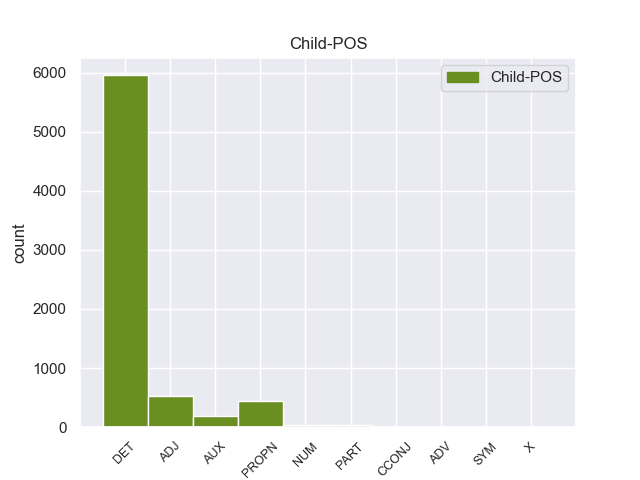 Child-POS
Child-POS
6000
5000
4000
3000
2000
1000
0
count
DET
ADJ
AUX
PROPN
NUM
PART
CCONJ
ADV
SYM
X